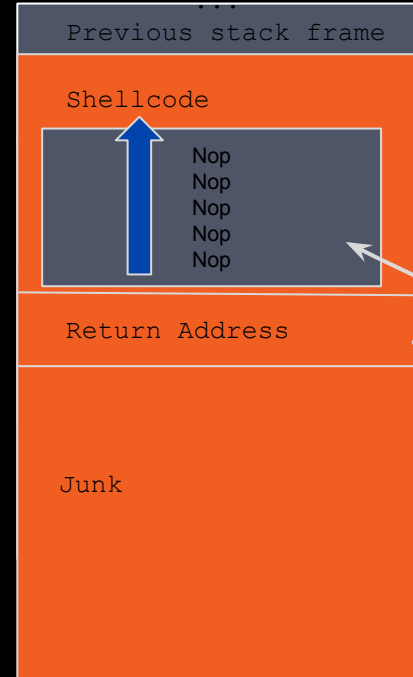 ...
Previous stack frame
Shellcode
Nop
Nop
Nop
Nop
Nop
Return Address
Junk